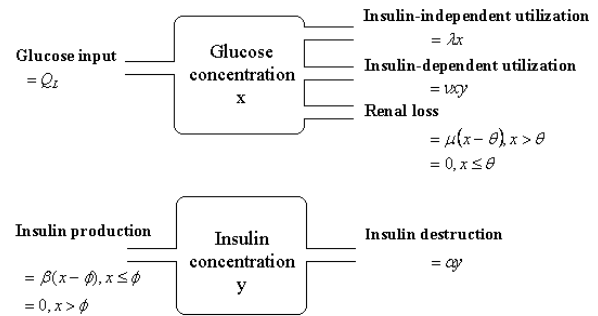 Glucose input
= Q_I
Glucose
concentration
x
Insulin-independent utilization
= λx
Insulin-dependent utilization
= νxy
Renal loss
= μ(x − θ), x > θ
= 0, x ≤ θ
Insulin production
= β(x − ϕ), x ≤ ϕ
= 0, x > ϕ
Insulin
concentration
y
Insulin destruction
= αy